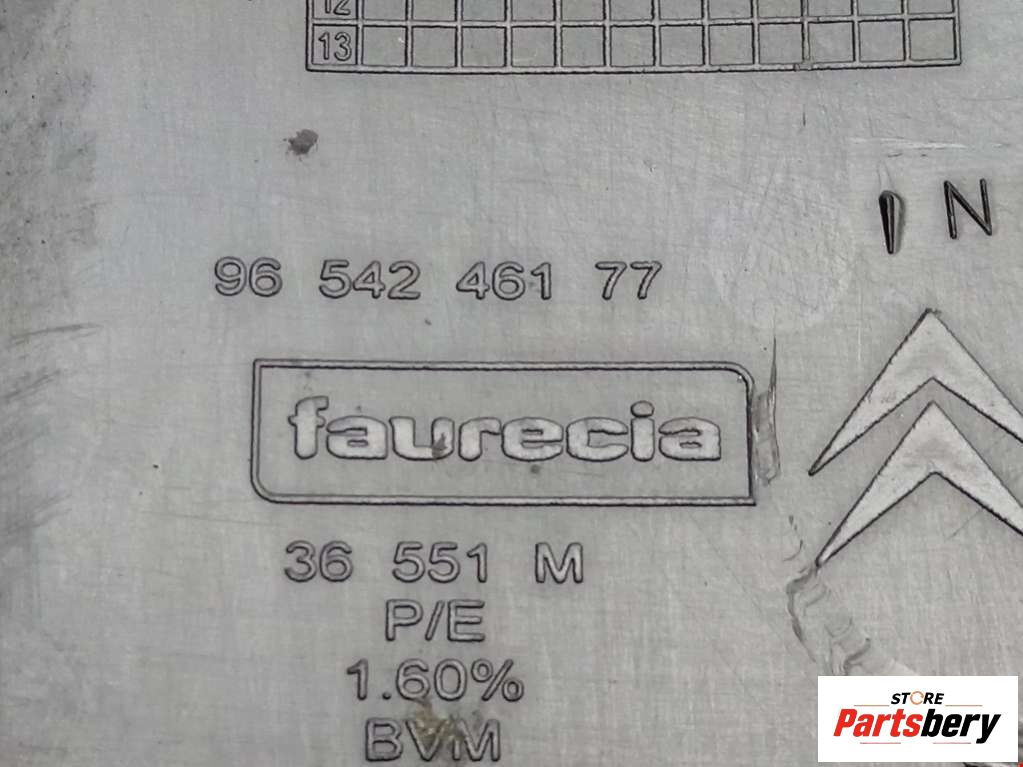 12
13
N
96 542 461 77
faurecia
36 551 M
P/E
1.60%
BVM
STORE
Partsbery